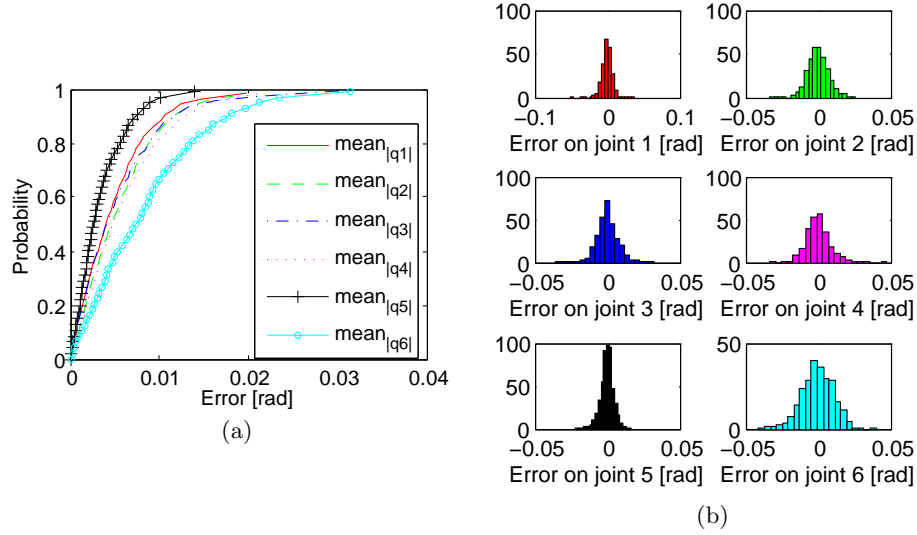 1
0.8
0.6
0.4
0.2
0
Probability
0
0.01
0.02
0.03
0.04
Error [rad]
mean|q1|
mean|q2|
mean|q3|
mean|q4|
mean|q5|
mean|q6|
(a)
100
50
0
−0.1
0
0.1
Error on joint 1 [rad]
100
50
0
−0.05
0
0.05
Error on joint 2 [rad]
100
50
0
−0.05
0
0.05
Error on joint 3 [rad]
100
50
0
−0.05
0
0.05
Error on joint 4 [rad]
100
50
0
−0.05
0
0.05
Error on joint 5 [rad]
100
50
0
−0.05
0
0.05
Error on joint 6 [rad]
(b)